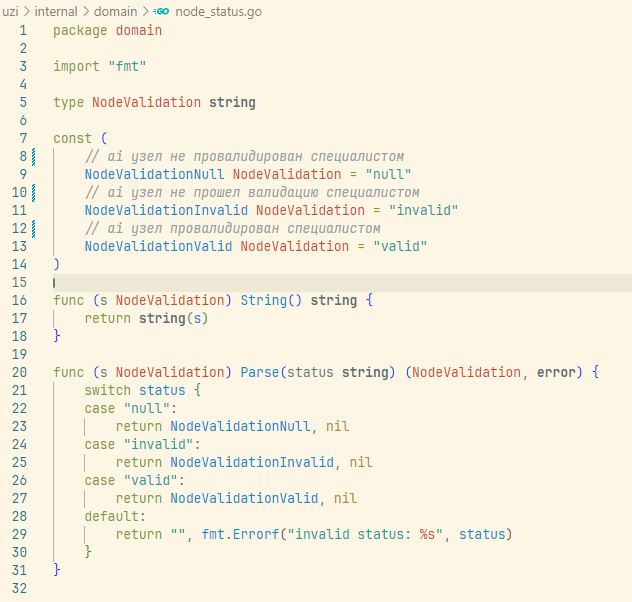 uzi > internal > domain > GO node_status.go
1 package domain
2
3 import "fmt"
4
5 type NodeValidation string
6
7 const (
8 // ai узел не провалидирован специалистом
9 NodeValidationNull NodeValidation = "null"
10 // ai узел не прошел валидацию специалистом
11 NodeValidationInvalid NodeValidation = "invalid"
12 // ai узел провалидирован специалистом
13 NodeValidationValid NodeValidation = "valid"
14 )
15
16 func (s NodeValidation) String() string {
17 return string(s)
18 }
19
20 func (s NodeValidation) Parse(status string) (NodeValidation, error) {
21 switch status {
22 case "null":
23 return NodeValidationNull, nil
24 case "invalid":
25 return NodeValidationInvalid, nil
26 case "valid":
27 return NodeValidationValid, nil
28 default:
29 return "", fmt.Errorf("invalid status: %s", status)
30 }
31 }
32